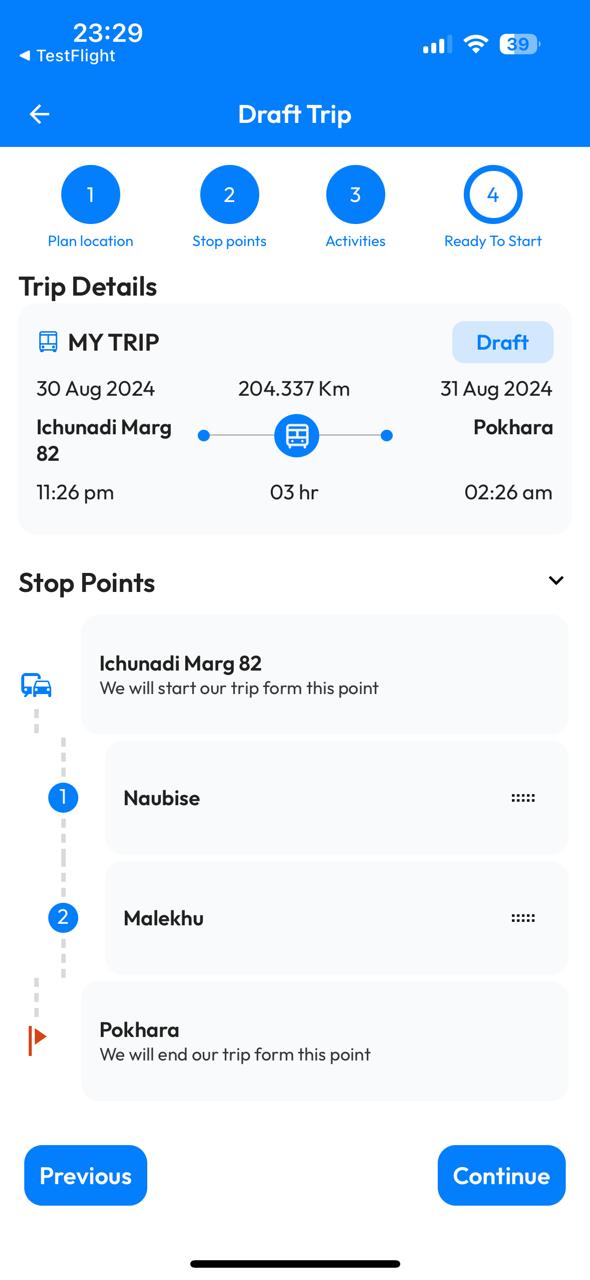 23:29
◀ TestFlight
39
Draft Trip
1
2
3
4
Plan location
Stop points
Activities
Ready To Start
Trip Details
MY TRIP
Draft
30 Aug 2024
204.337 Km
31 Aug 2024
Ichunadi Marg
82
Pokhara
11:26 pm
03 hr
02:26 am
Stop Points
Ichunadi Marg 82
We will start our trip form this point
1
Naubise
2
Malekhu
Pokhara
We will end our trip form this point
Previous
Continue